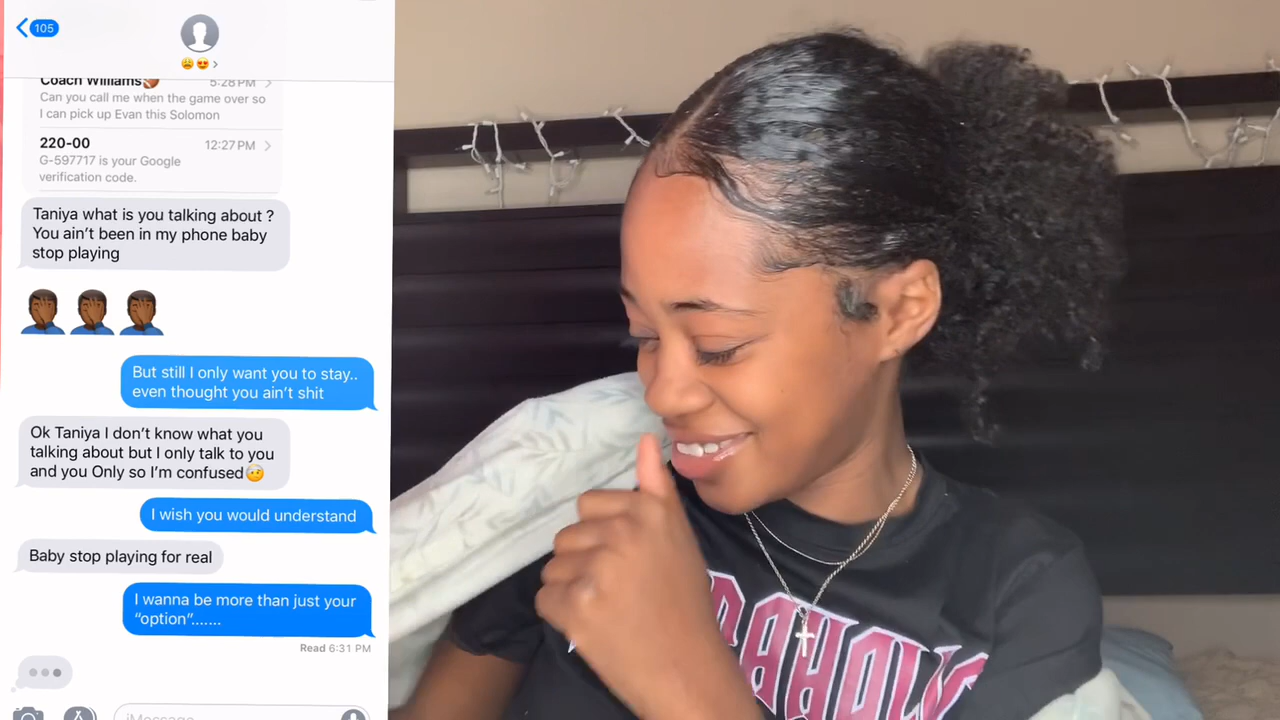 105
Coach Williams🏈 5:28 PM
Can you call me when the game over so
I can pick up Evan this Solomon
220-00 12:27 PM
G-597717 is your Google
verification code.
Taniya what is you talking about ?
You ain't been in my phone baby
stop playing
But still I only want you to stay..
even thought you ain't shit
Ok Taniya I don't know what you
talking about but I only talk to you
and you Only so I'm confused🤕
I wish you would understand
Baby stop playing for real
I wanna be more than just your
“option”.......
Read 6:31 PM
iMessage